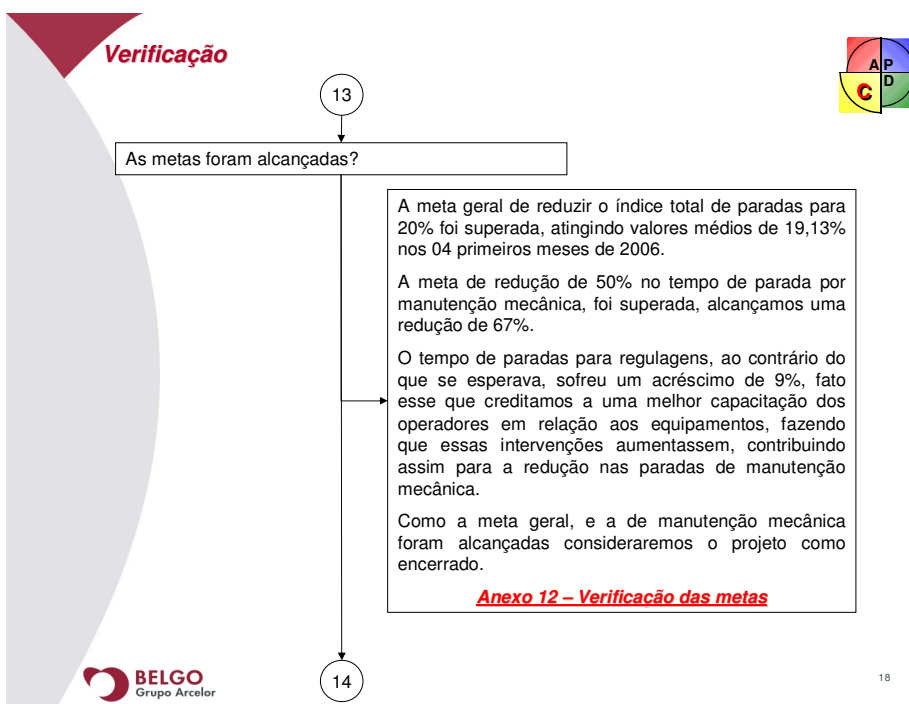 Verificação
A P
C D
13
As metas foram alcançadas?
A meta geral de reduzir o índice total de paradas para
20% foi superada, atingindo valores médios de 19,13%
nos 04 primeiros meses de 2006.
A meta de redução de 50% no tempo de parada por
manutenção mecânica, foi superada, alcançamos uma
redução de 67%.
O tempo de paradas para regulagens, ao contrário do
que se esperava, sofreu um acréscimo de 9%, fato
esse que creditamos a uma melhor capacitação dos
operadores em relação aos equipamentos, fazendo
que essas intervenções aumentassem, contribuindo
assim para a redução nas paradas de manutenção
mecânica.
Como a meta geral, e a de manutenção mecânica
foram alcançadas consideraremos o projeto como
encerrado.
Anexo 12 – Verificação das metas
14
BELGO
Grupo Arcelor
18